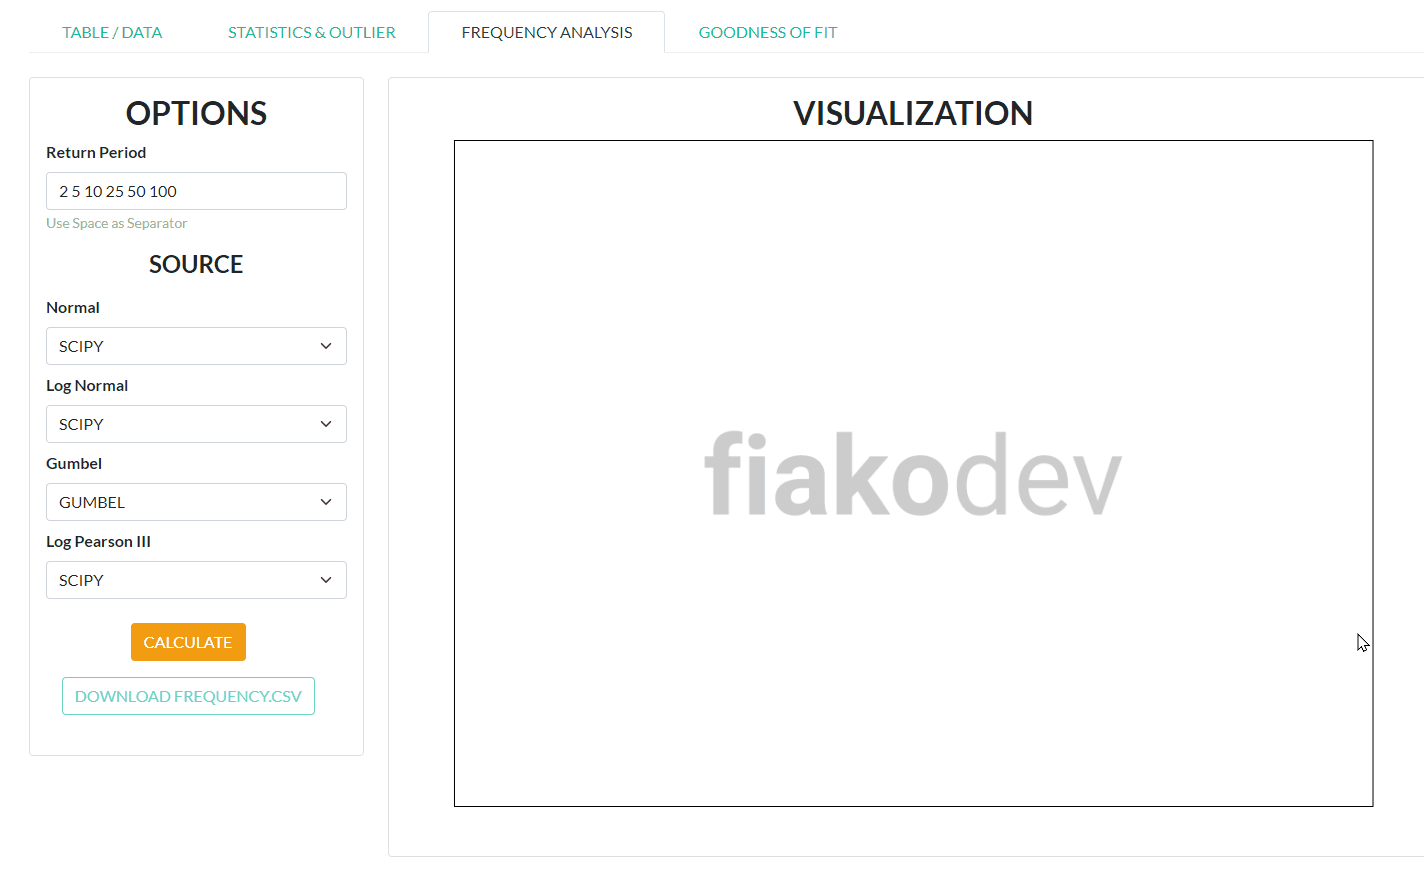 TABLE / DATA
STATISTICS & OUTLIER
FREQUENCY ANALYSIS
GOODNESS OF FIT
OPTIONS
Return Period
2 5 10 25 50 100
Use Space as Separator
SOURCE
Normal
SCIPY
Log Normal
SCIPY
Gumbel
GUMBEL
Log Pearson III
SCIPY
CALCULATE
DOWNLOAD FREQUENCY.CSV
VISUALIZATION
fiakodev